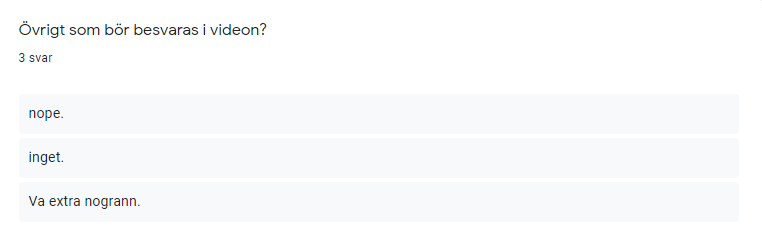 Övrigt som bör besvaras i videon?
3 svar
nope.
inget.
Va extra nogrann.